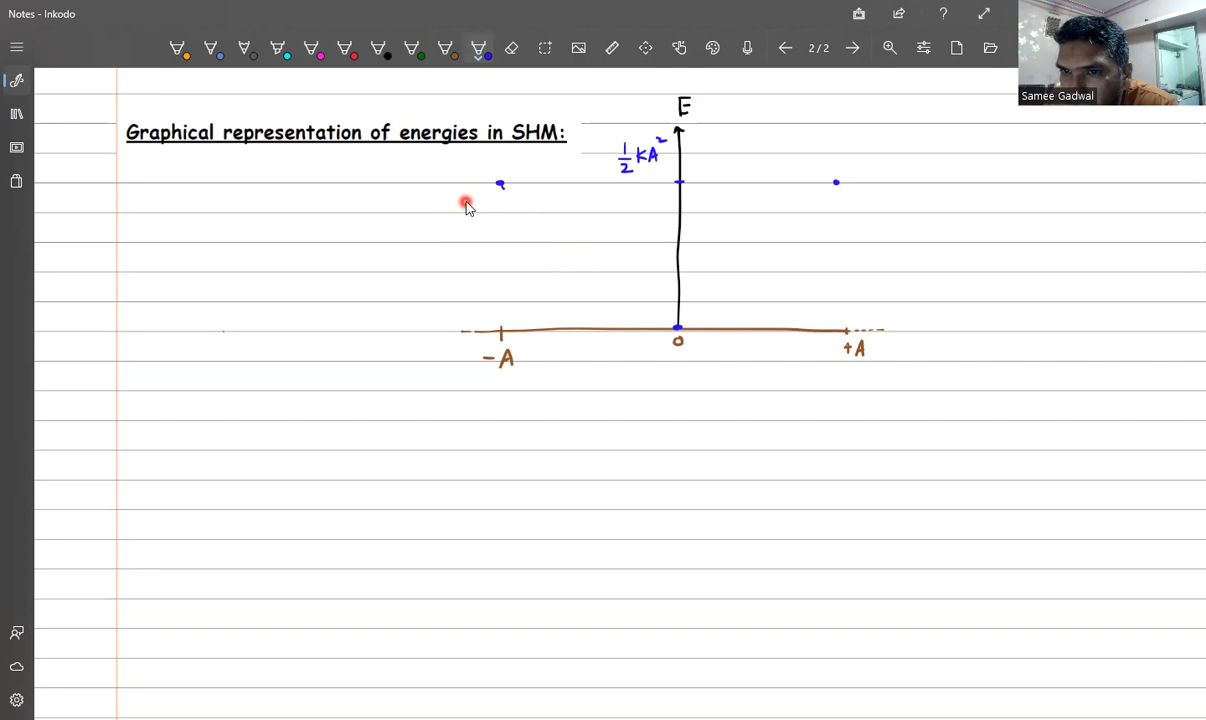 Notes - Inkodo
2/2
Samee Gadwal
E
Graphical representation of energies in SHM:
1/2 KA²
0
-A
+A